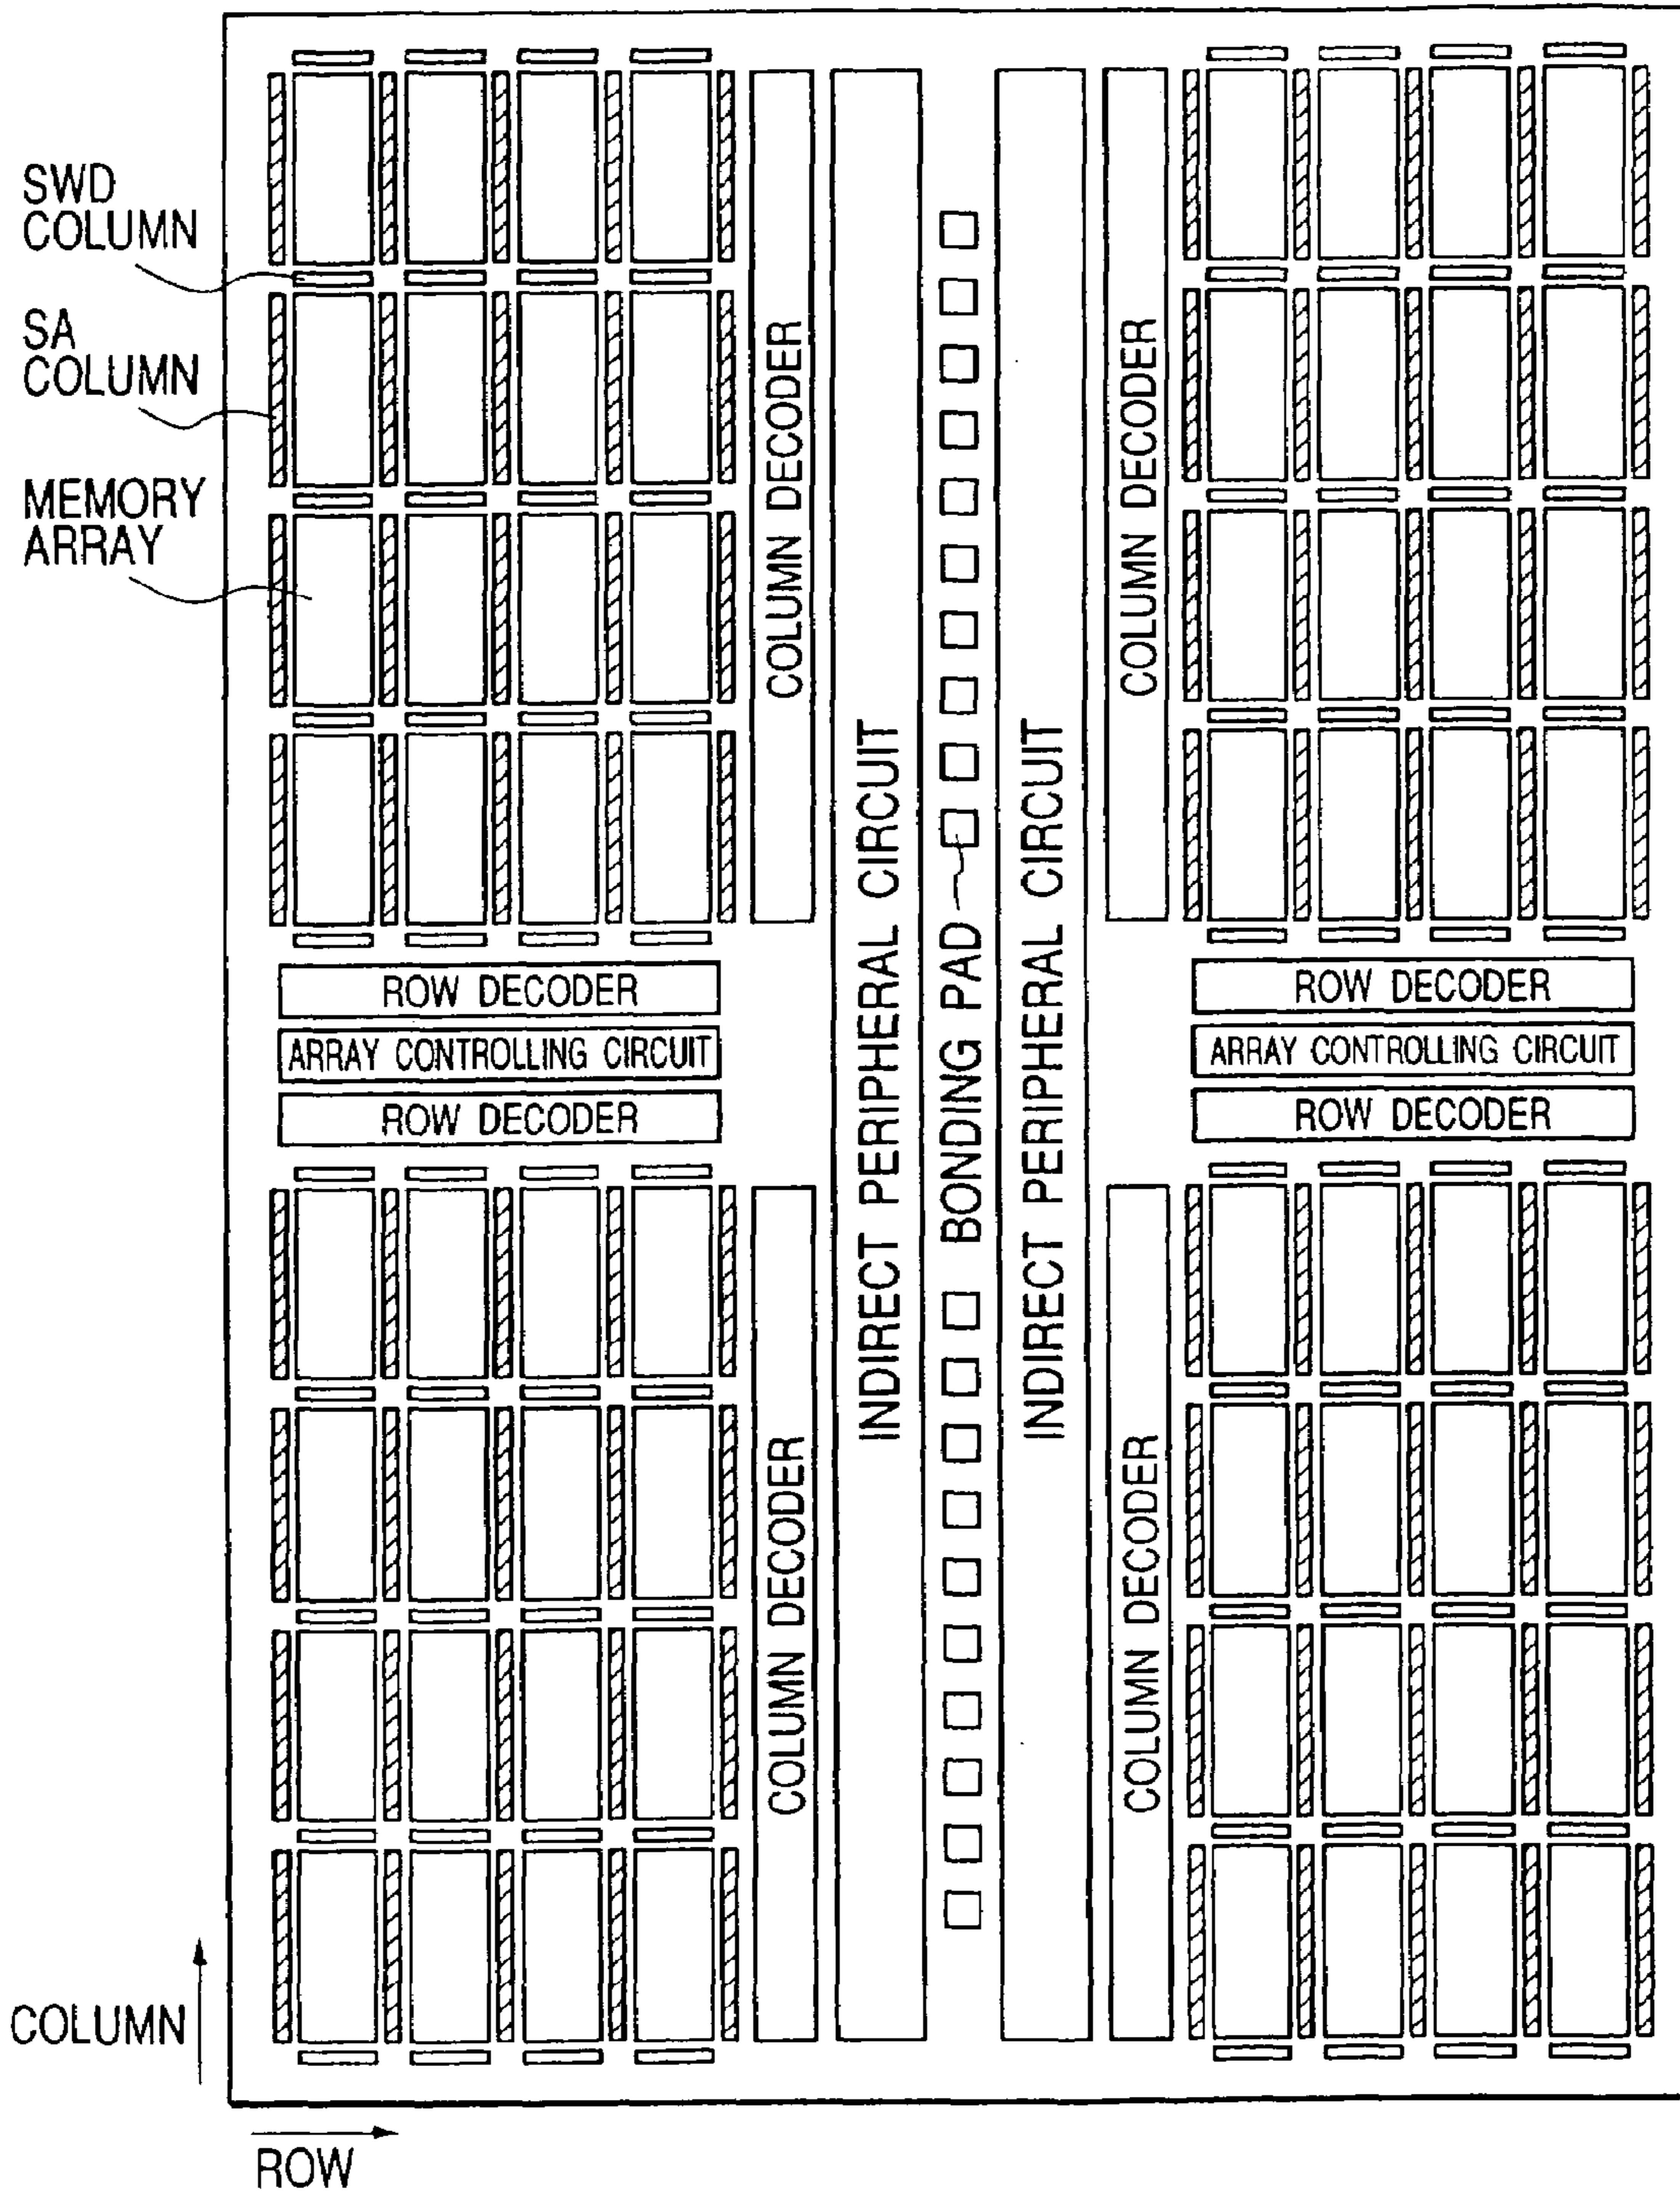 SWD
COLUMN
SA
COLUMN
MEMORY
ARRAY
COLUMN DECODER
INDIRECT PERIPHERAL CIRCUIT
BONDING PAD
INDIRECT PERIPHERAL CIRCUIT
COLUMN DECODER
ROW DECODER
ARRAY CONTROLLING CIRCUIT
ROW DECODER
ROW DECODER
ARRAY CONTROLLING CIRCUIT
ROW DECODER
COLUMN DECODER
COLUMN DECODER
COLUMN
ROW